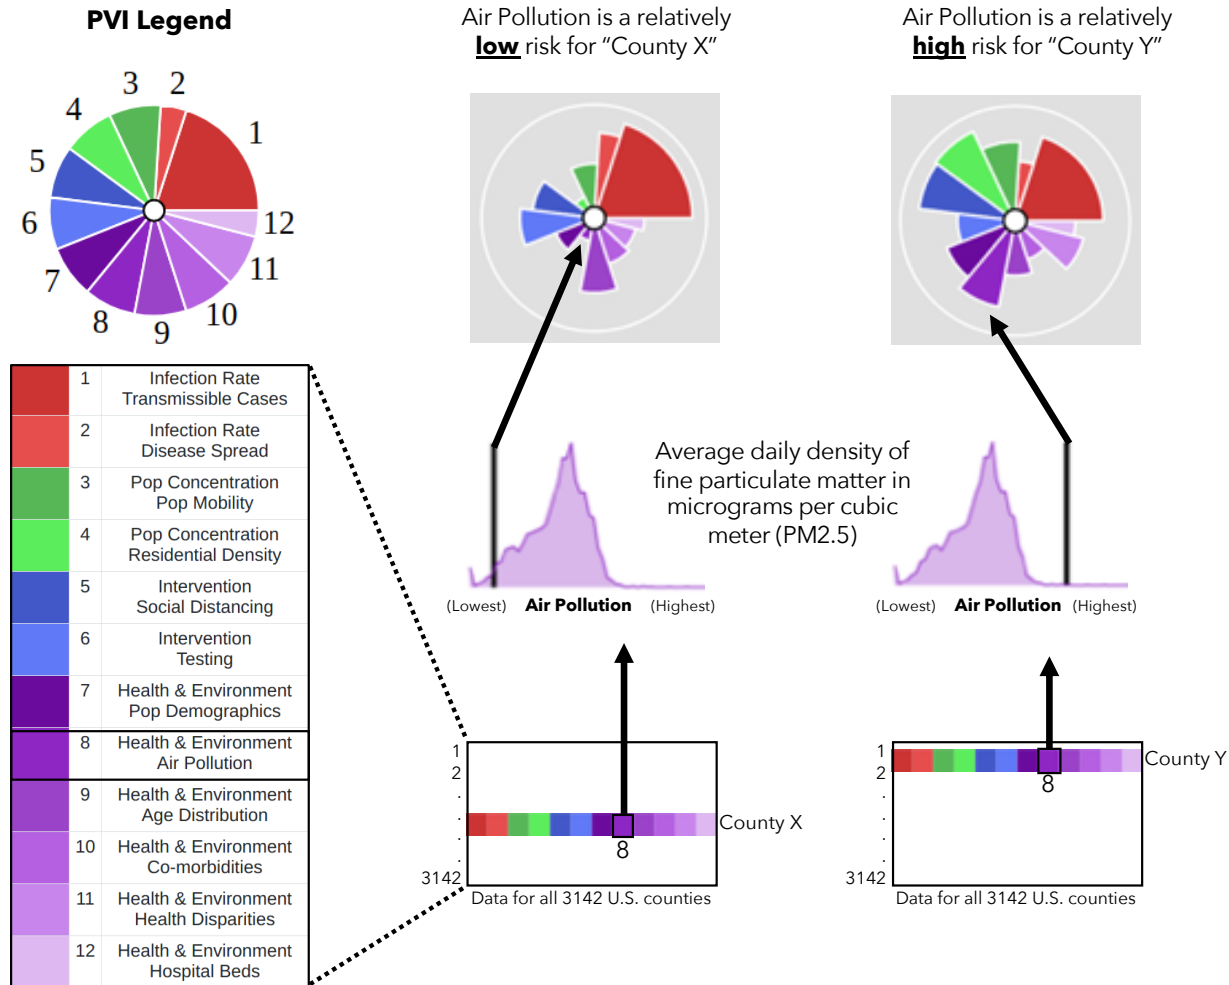 PVI Legend
3
2
4
1
5
6
12
7
11
8
10
9
1
Infection Rate
Transmissible Cases
2
Infection Rate
Disease Spread
3
Pop Concentration
Pop Mobility
4
Pop Concentration
Residential Density
5
Intervention
Social Distancing
6
Intervention
Testing
7
Health & Environment
Pop Demographics
8
Health & Environment
Air Pollution
9
Health & Environment
Age Distribution
10
Health & Environment
Co-morbidities
11
Health & Environment
Health Disparities
12
Health & Environment
Hospital Beds
Air Pollution is a relatively
low risk for “County X”
Air Pollution is a relatively
high risk for “County Y”
Average daily density of
fine particulate matter in
micrograms per cubic
meter (PM2.5)
(Lowest) Air Pollution (Highest)
(Lowest) Air Pollution (Highest)
1
2
.
.
.
.
3142
County X
8
Data for all 3142 U.S. counties
1
2
.
.
.
.
3142
County Y
8
Data for all 3142 U.S. counties